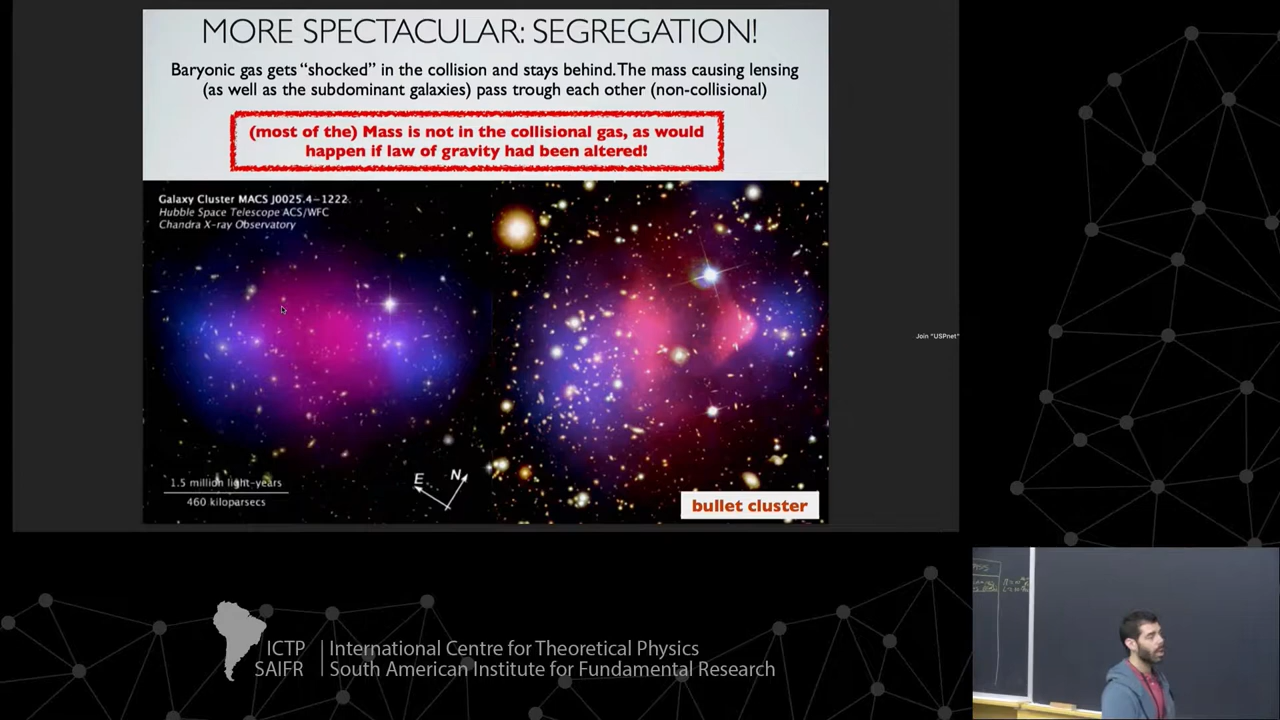 MORE SPECTACULAR: SEGREGATION!
Baryonic gas gets “shocked” in the collision and stays behind. The mass causing lensing
(as well as the subdominant galaxies) pass trough each other (non-collisional)
(most of the) Mass is not in the collisional gas, as would
happen if law of gravity had been altered!
Galaxy Cluster MACS J0025.4–1222
Hubble Space Telescope ACS/WFC
Chandra X-ray Observatory
1.5 million light-years
460 kiloparsecs
E
N
bullet cluster
Join "USPnet"
ICTP
SAIFR
International Centre for Theoretical Physics
South American Institute for Fundamental Research